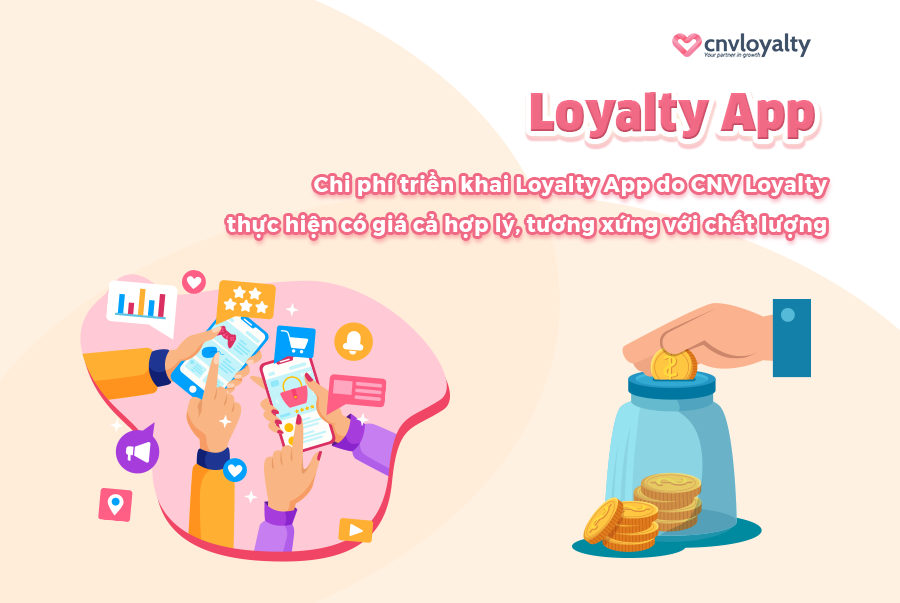 cnvloyalty
Your partner in growth
Loyalty App
Chi phí triển khai Loyalty App do CNV Loyalty
thực hiện có giá cả hợp lý, tương xứng với chất lượng